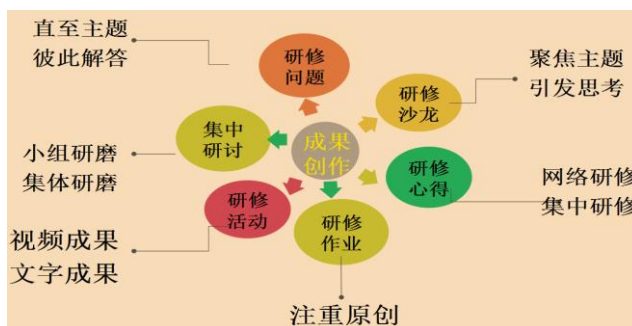 直至主题
彼此解答
研修
问题
聚焦主题
引发思考
研修
沙龙
集中
研讨
成果
创作
小组研磨
集体研磨
研修
心得
网络研修
集中研修
研修
活动
视频成果
文字成果
研修
作业
注重原创